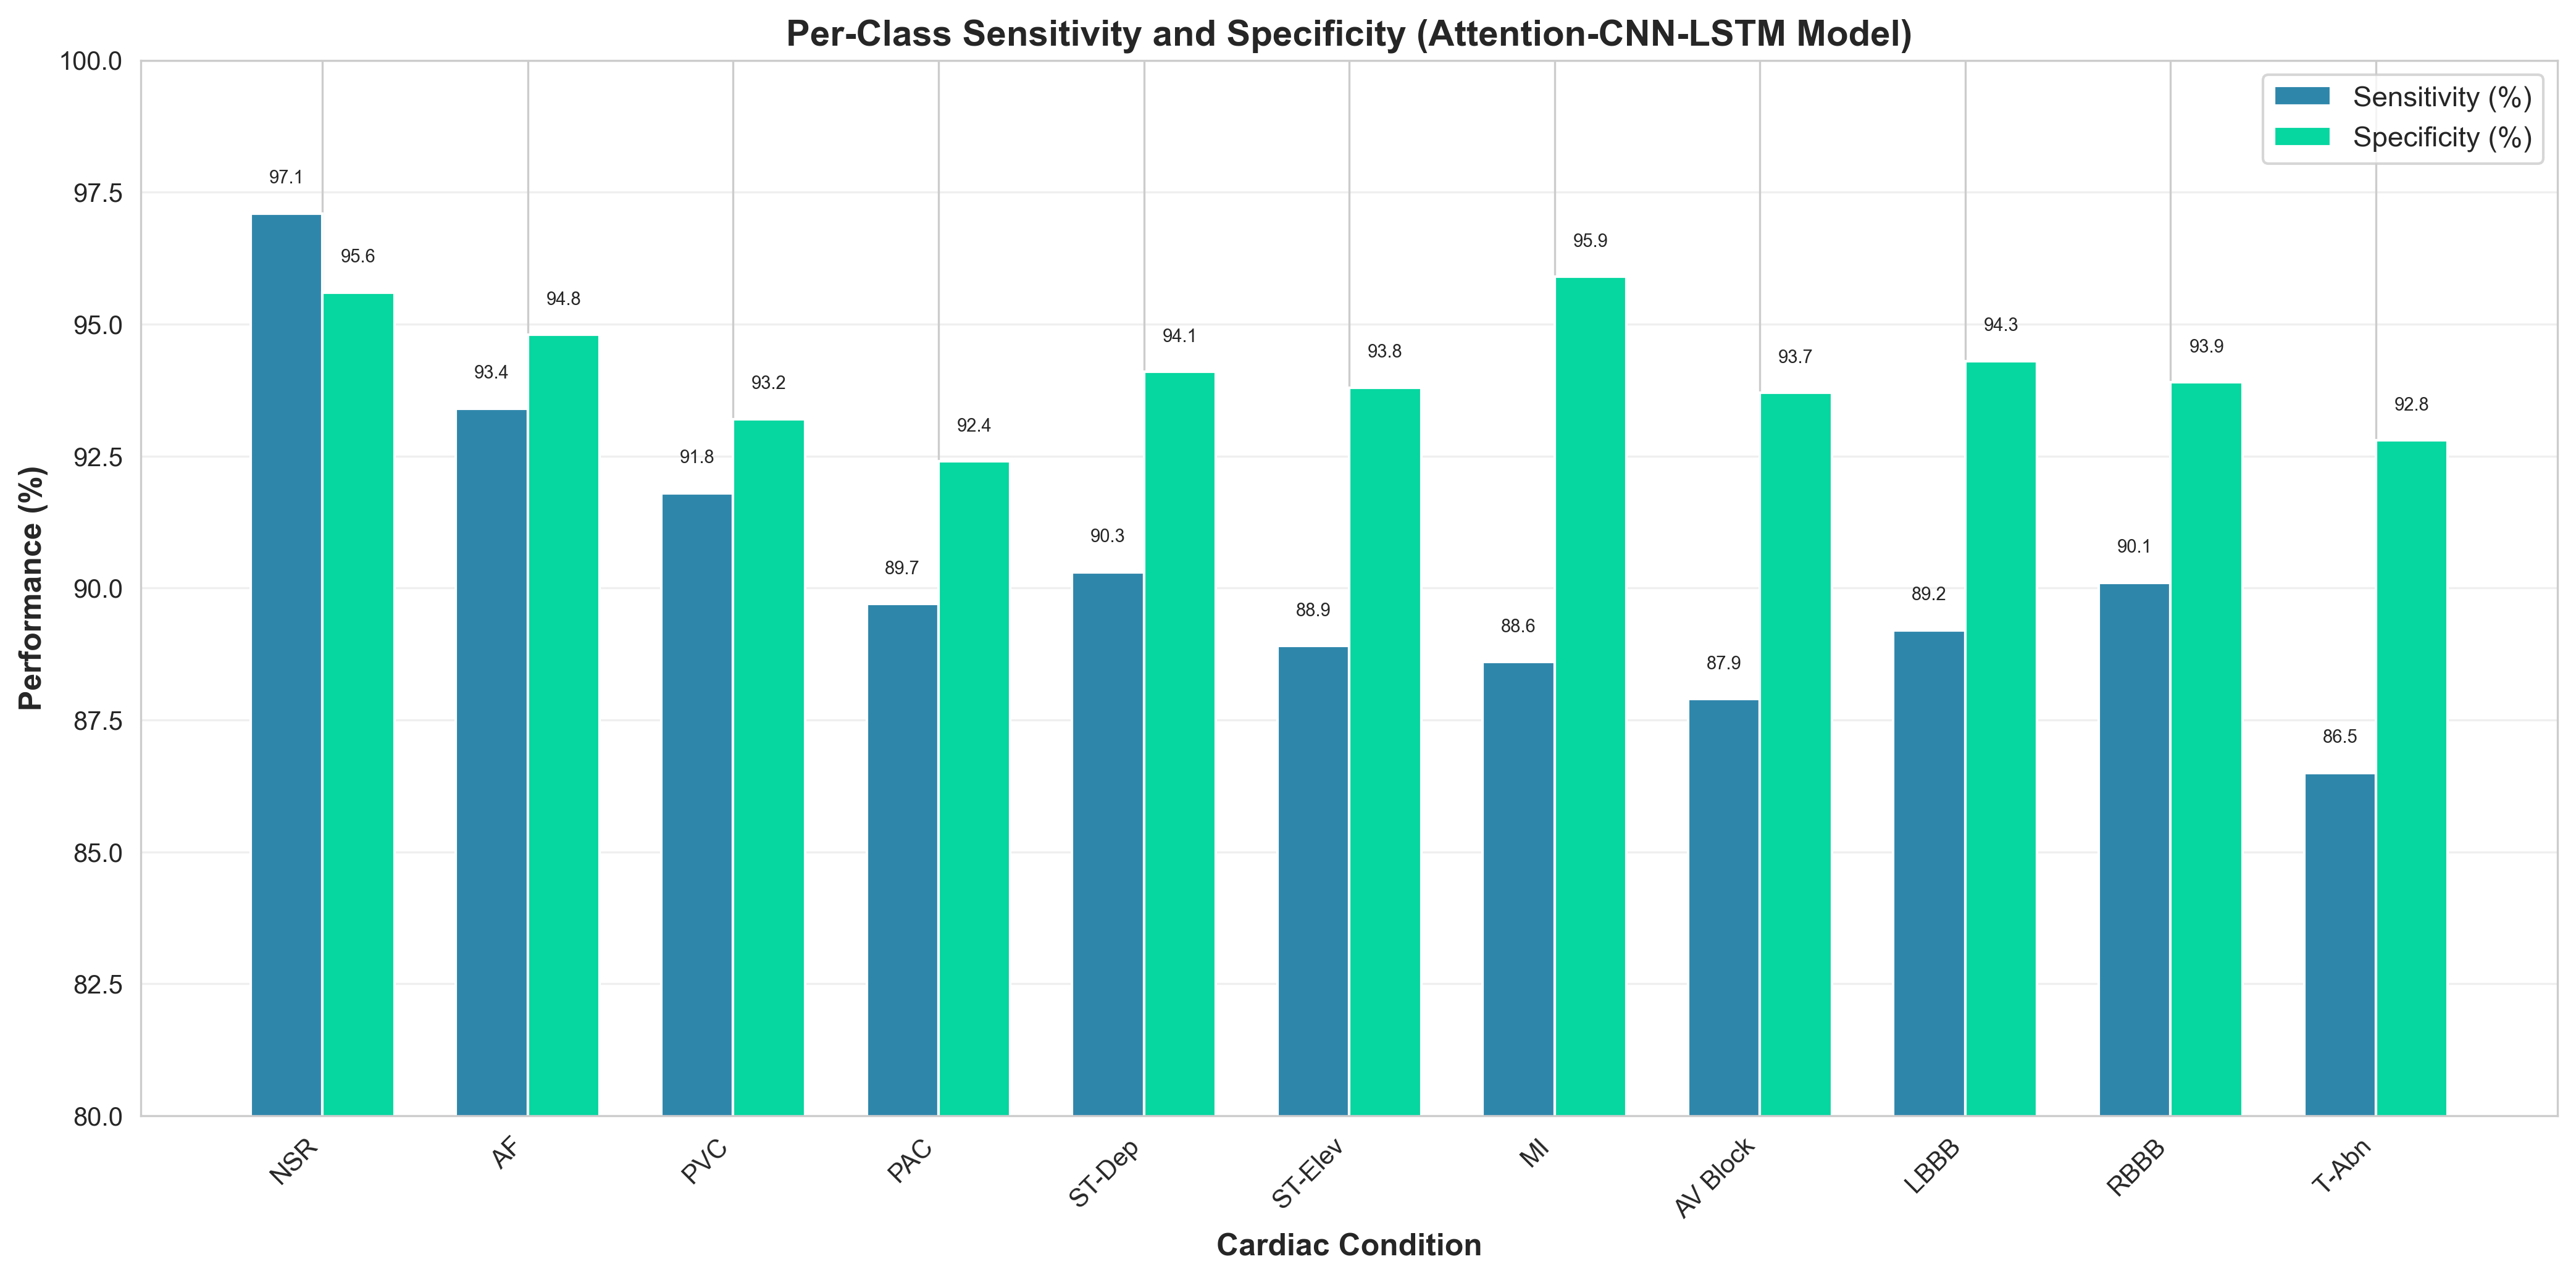 Per-Class Sensitivity and Specificity (Attention-CNN-LSTM Model)
Sensitivity (%)
Specificity (%)
Performance (%)
100.0
97.5
95.0
92.5
90.0
87.5
85.0
82.5
80.0
97.1
95.6
93.4
94.8
91.8
93.2
89.7
92.4
90.3
94.1
88.9
93.8
88.6
95.9
87.9
93.7
89.2
94.3
90.1
93.9
86.5
92.8
NSR
AF
PVC
PAC
ST-Dep
ST-Elev
MI
AV Block
LBBB
RBBB
T-Abn
Cardiac Condition